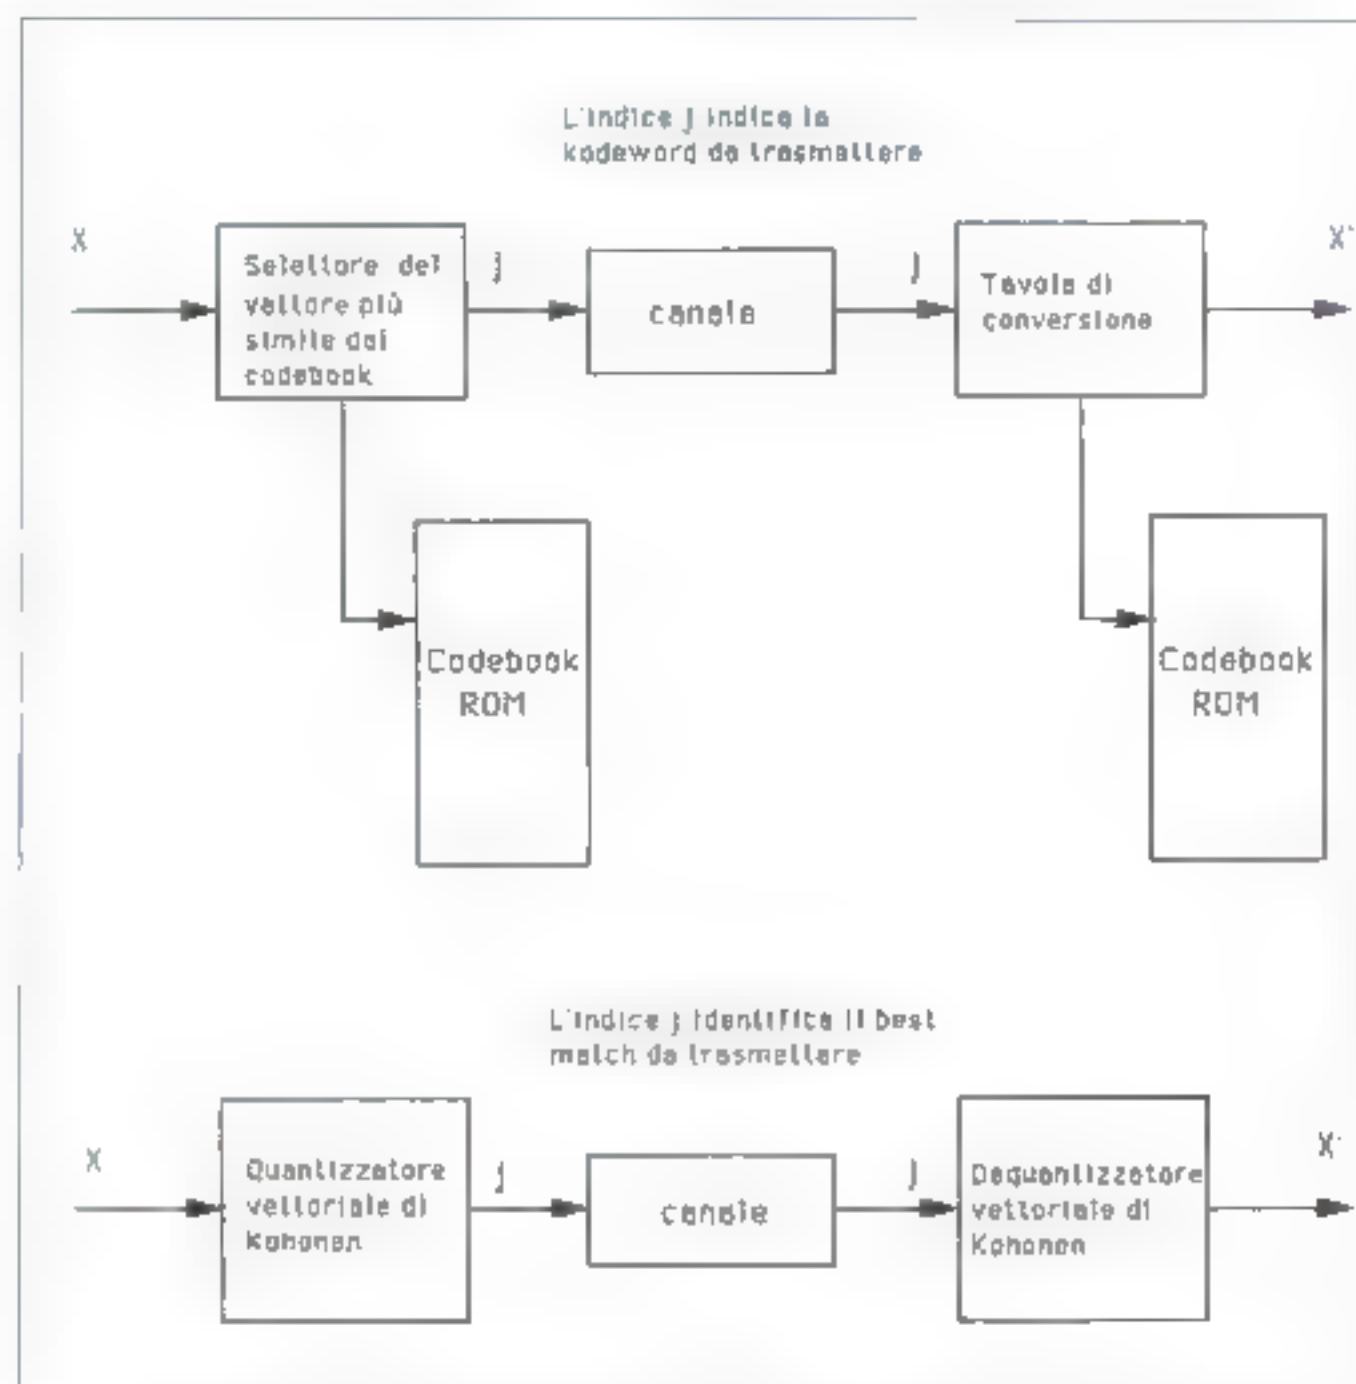 L'indice j indica la
kodeword da trasmettere
X
Selettore del
vettore più
simile dal
codebook
j
canale
j
Tavola di
conversione
X'
Codebook
ROM
Codebook
ROM
L'indice j identifica il best
match da trasmettere
X
Quantizzatore
vettoriale di
Kohonen
j
canale
j
Dequantizzatore
vettoriale di
Kohonen
X'